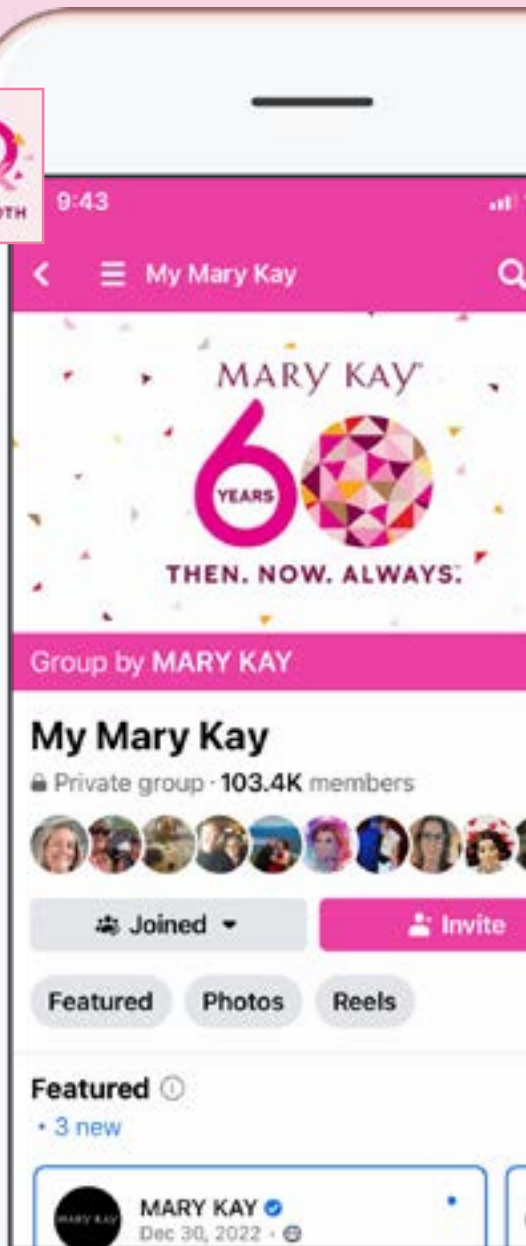 9:43
My Mary Kay
MARY KAY
60
YEARS
THEN. NOW. ALWAYS.
Group by MARY KAY
My Mary Kay
Private group · 103.4K members
Joined
Invite
Featured
Photos
Reels
Featured
• 3 new
MARY KAY
Dec 30, 2022 ·